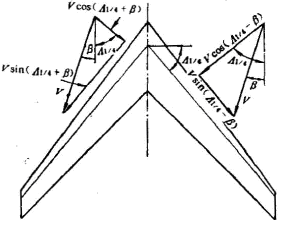 Vcos(Λ1/4 + β)
Vcos(Λ1/4 − β)
β
Λ1/4
Vsin(Λ1/4 + β)
V
Λ1/4
Vsin(Λ1/4 − β)
Λ1/4
β
V